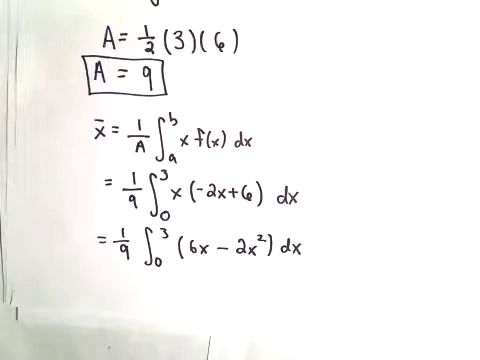 A = 1/2 (3)(6)
A = 9
x̄ = 1/A ∫_a^b x f(x) dx
= 1/9 ∫_0^3 x (-2x+6) dx
= 1/9 ∫_0^3 (6x - 2x²) dx